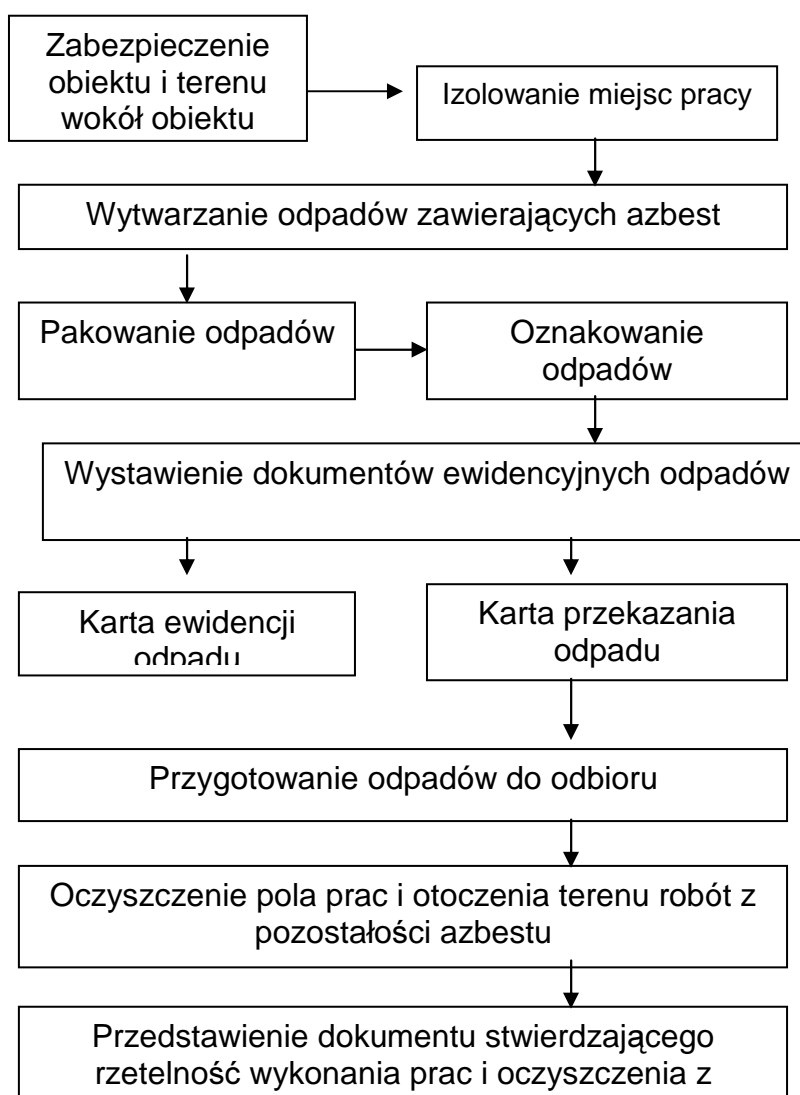 Zabezpieczenie
obiektu i terenu
wokół obiektu
Izolowanie miejsc pracy
Wytwarzanie odpadów zawierających azbest
Pakowanie odpadów
Oznakowanie
odpadów
Wystawienie dokumentów ewidencyjnych odpadów
Karta ewidencji
odpadu
Karta przekazania
odpadu
Przygotowanie odpadów do odbioru
Oczyszczenie pola prac i otoczenia terenu robót z
pozostałości azbestu
Przedstawienie dokumentu stwierdzającego
rzetelność wykonania prac i oczyszczenia z